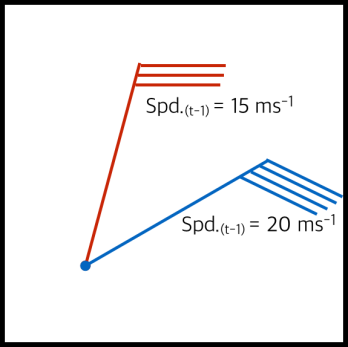 Spd.(t-1) = 15 ms⁻¹
Spd.(t-1) = 20 ms⁻¹